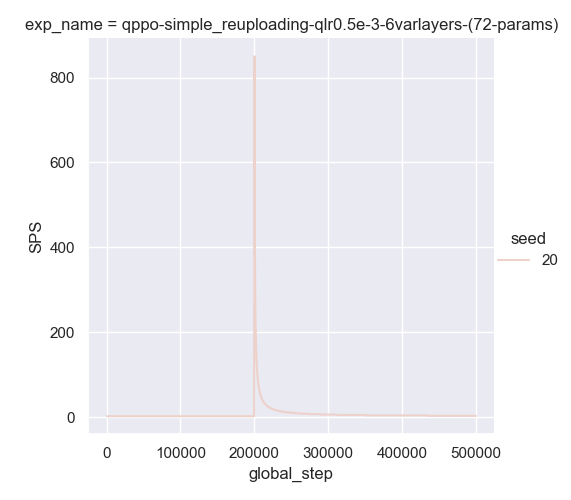 exp_name = qppo-simple_reuploading-qlr0.5e-3-6varlayers-(72-params)
800
600
400
200
0
SPS
0 100000 200000 300000 400000 500000
global_step
seed
20